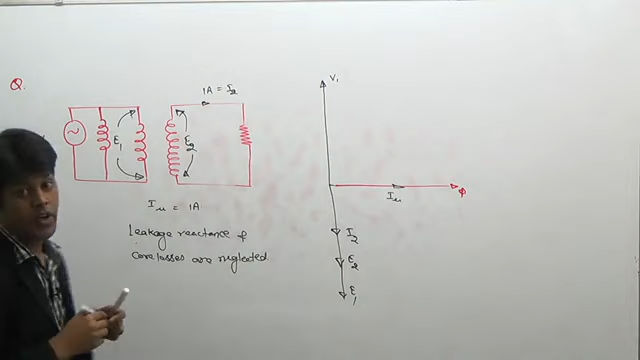 Q.
1A = I2
E1
E2
Iμ = 1A
Leakage reactance &
core losses are neglected
V1
Iμ
Φ
I2
E2
E1